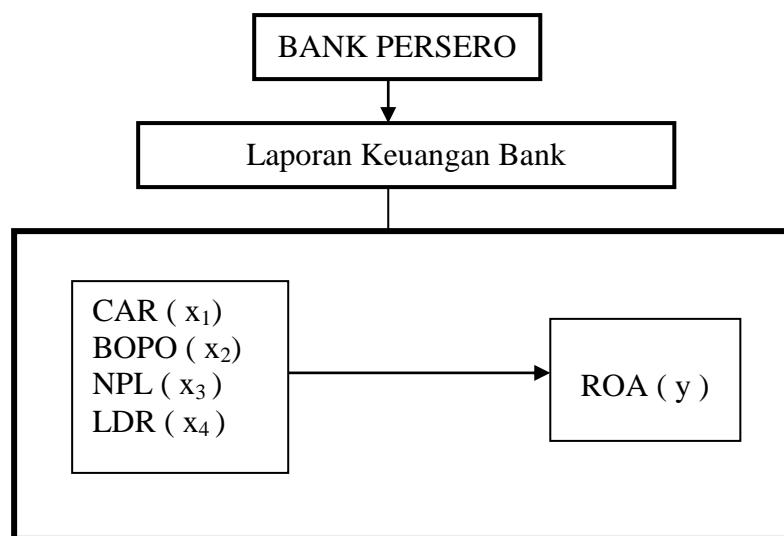 BANK PERSERO
Laporan Keuangan Bank
CAR ( x₁)
BOPO ( x₂)
NPL ( x₃ )
LDR ( x₄ )
ROA ( y )